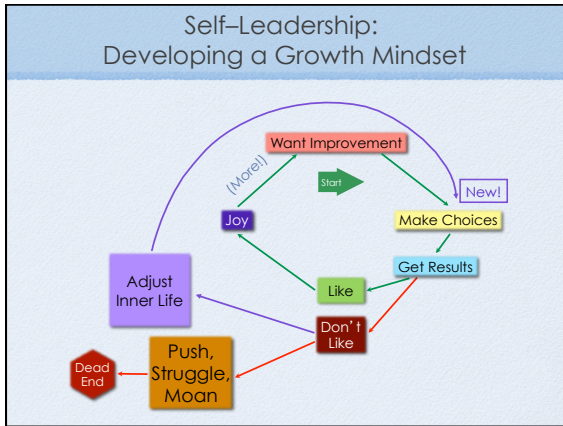 Self–Leadership:
Developing a Growth Mindset
Want Improvement
(More!)
Start
New!
Joy
Make Choices
Get Results
Adjust
Inner Life
Like
Don't
Like
Push,
Struggle,
Moan
Dead
End